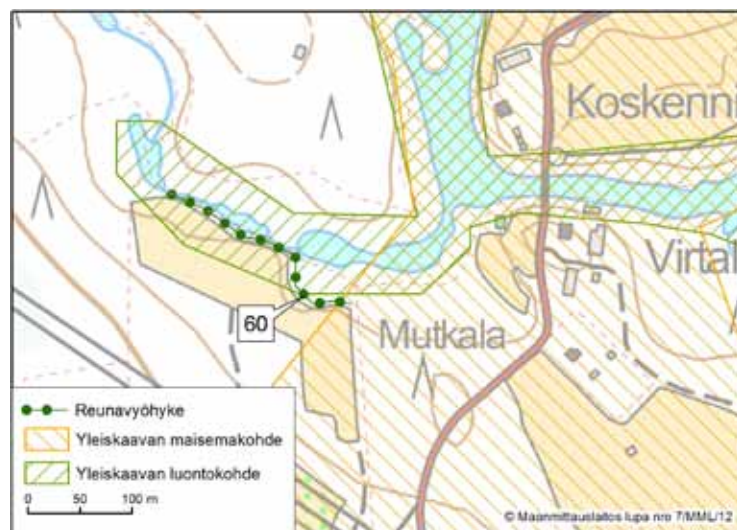 Koskenni
Virtal
60
Mutkala
Reunavyöhyke
Yleiskaavan maisemakohde
Yleiskaavan luontokohde
0 50 100 m
© Maanmittauslaitos lupa nro 7/MML/12